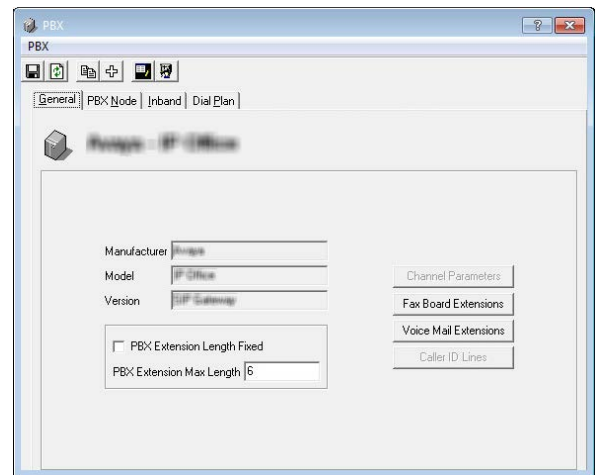 PBX
PBX
General PBX Node Inband Dial Plan
Manufacturer
Model
Version
Channel Parameters
Fax Board Extensions
Voice Mail Extensions
Caller ID Lines
PBX Extension Length Fixed
PBX Extension Max Length 6